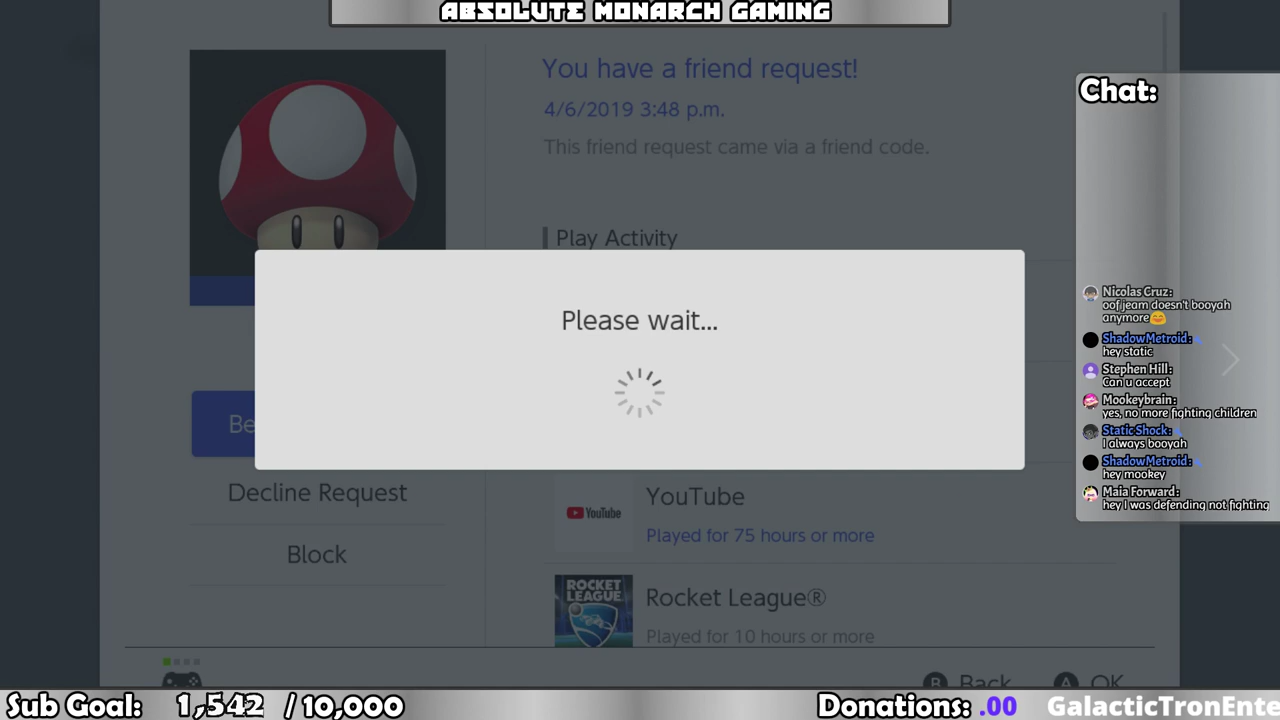 ABSOLUTE MONARCH GAMING
You have a friend request!
4/6/2019 3:48 p.m.
This friend request came via a friend code.
Play Activity
Please wait...
Be
Decline Request
Block
YouTube
YouTube
Played for 75 hours or more
ROCKET
LEAGUE
Rocket League®
Played for 10 hours or more
B Back
A OK
Chat:
Nicolas Cruz:
oof jeam doesn't booyah
anymore😄
ShadowMetroid:
hey static
Stephen Hill:
Can u accept
Mookeybrain:
yes, no more fighting children
Static Shock:
I always booyah
ShadowMetroid:
hey mookey
Maia Forward:
hey I was defending not fighting
Sub Goal: 1,542 / 10,000
Donations: .00
GalacticTronEnte